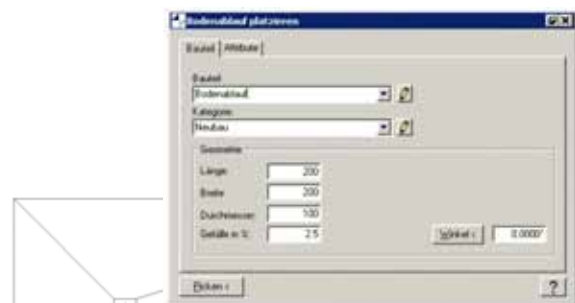 Bodenablauf platzieren
Bauteil Attribute
Bauteil
Bodenablauf
Kategorie
Neubau
Geometrie
Länge 200
Breite 200
Durchmesser 100
Gefälle in % 2.5 Winkel < 0.0000°
Picken < ?